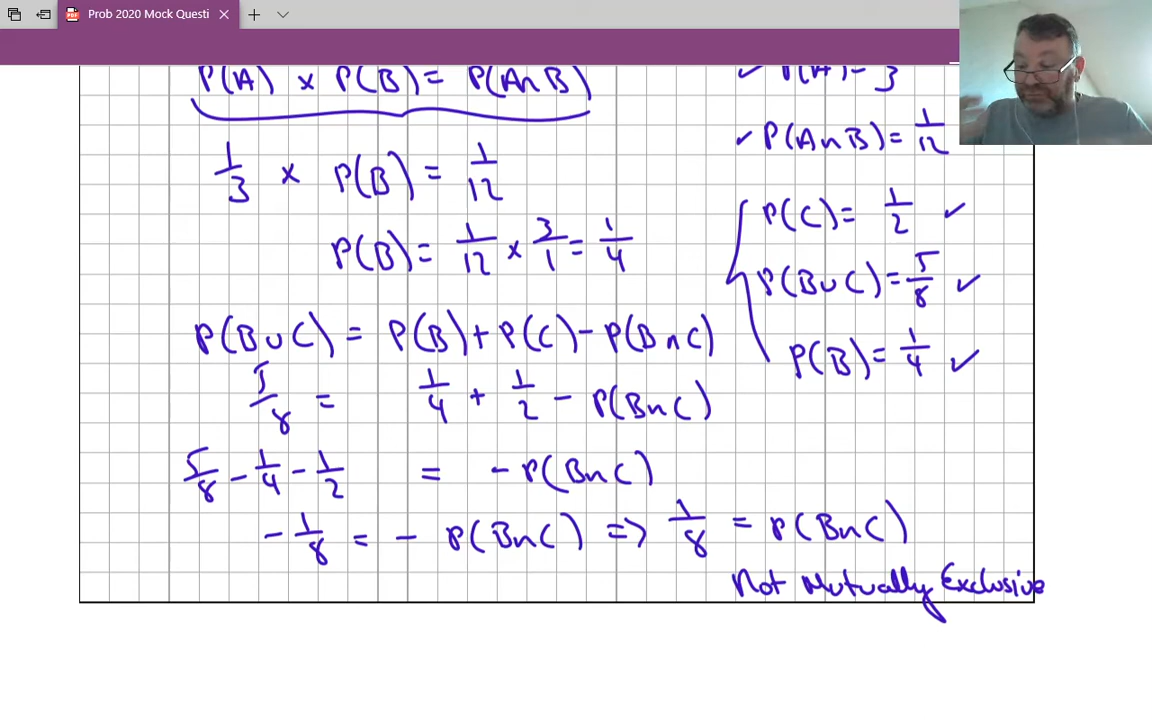 Prob 2020 Mock Questi
P(A) x P(B) = P(A∩B)
1/3 x P(B) = 1/12
P(B) = 1/12 x 3/1 = 1/4
P(B∪C) = P(B) + P(C) - P(B∩C)
5/8 = 1/4 + 1/2 - P(B∩C)
5/8 - 1/4 - 1/2 = - P(B∩C)
- 1/8 = - P(B∩C) => 1/8 = P(B∩C)
Not Mutually Exclusive
✓ P(A) = 3
✓ P(A∩B) = 1/12
P(C) = 1/2 ✓
P(B∪C) = 5/8 ✓
P(B) = 1/4 ✓